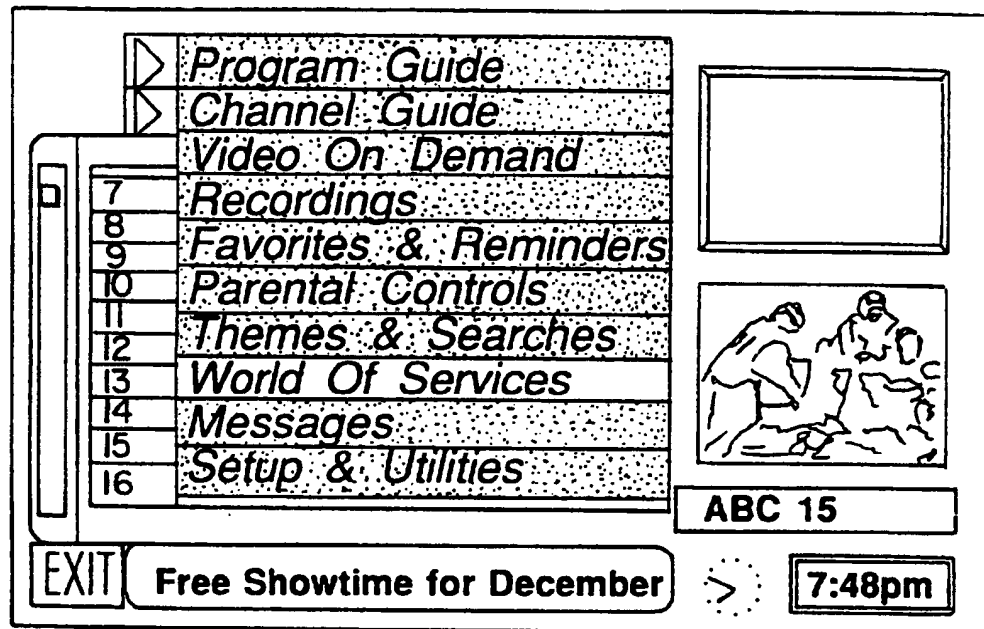 Program Guide
Channel Guide
Video On Demand
7 Recordings
8
9 Favorites & Reminders
10 Parental Controls
11
12 Themes & Searches
13 World Of Services
14 Messages
15
16 Setup & Utilities
ABC 15
EXIT Free Showtime for December 7:48pm